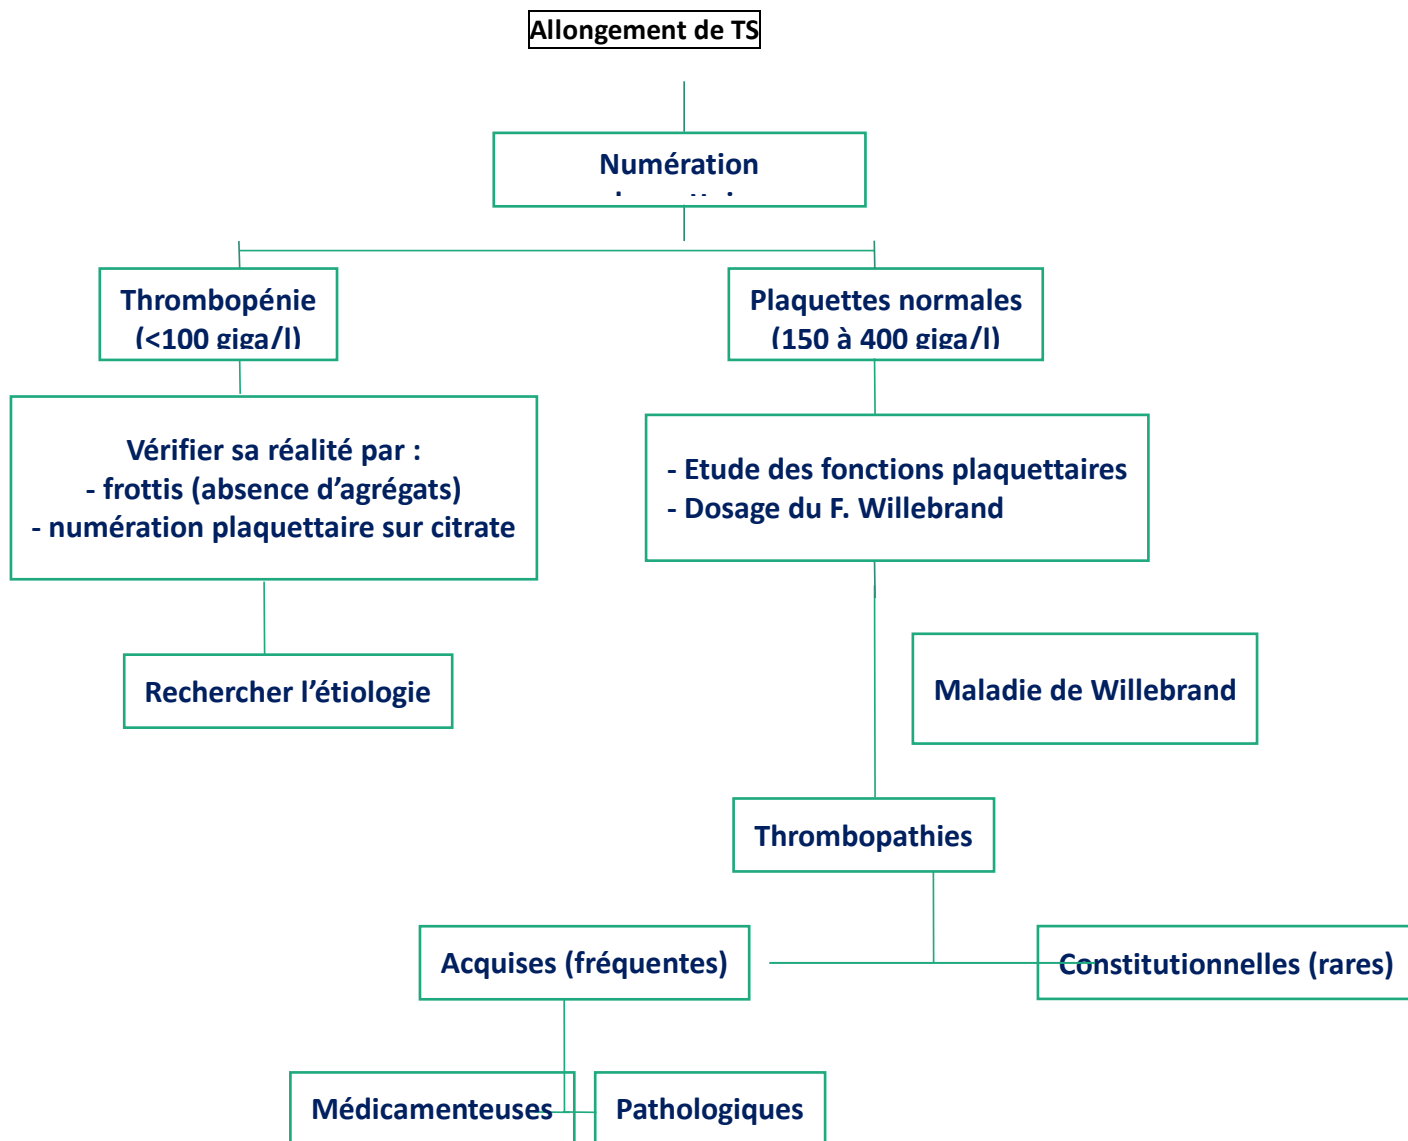 Allongement de TS
Numération
Thrombopénie
(<100 giga/l)
Plaquettes normales
(150 à 400 giga/l)
Vérifier sa réalité par :
- frottis (absence d’agrégats)
- numération plaquettaire sur citrate
- Etude des fonctions plaquettaires
- Dosage du F. Willebrand
Rechercher l’étiologie
Maladie de Willebrand
Thrombopathies
Acquises (fréquentes)
Constitutionnelles (rares)
Médicamenteuses
Pathologiques